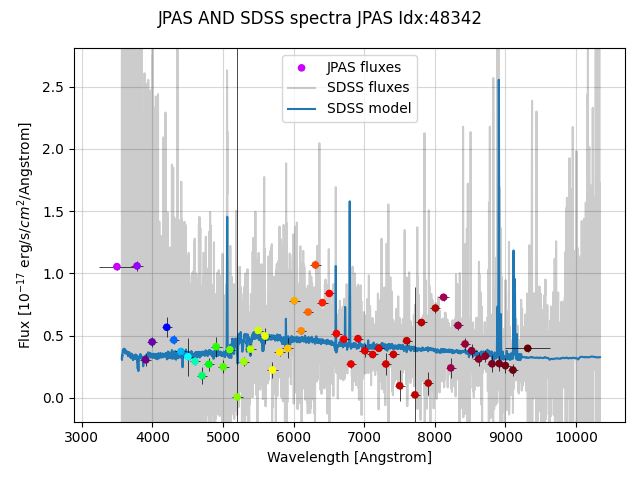 JPAS AND SDSS spectra JPAS Idx:48342
JPAS fluxes
SDSS fluxes
SDSS model
2.5
2.0
1.5
1.0
0.5
0.0
Flux [10⁻¹⁷ erg/s/cm²/Angstrom]
3000 4000 5000 6000 7000 8000 9000 10000
Wavelength [Angstrom]